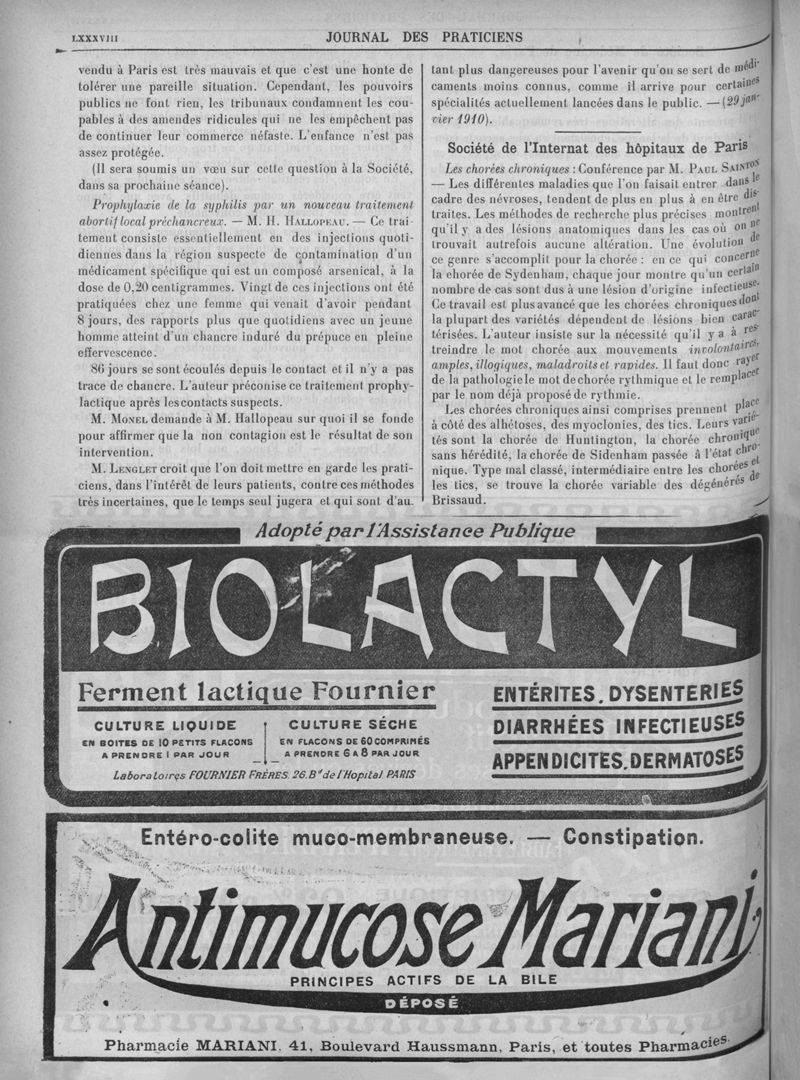 LXXXVIII
JOURNAL DES PRATICIENS
vendu à Paris est très mauvais et que c'est une honte de
tolérer une pareille situation. Cependant, les pouvoirs
publics ne font rien, les tribunaux condamnent les cou-
pables à des amendes ridicules qui ne les empêchent pas
de continuer leur commerce néfaste. L'enfance n'est pas
assez protégée.
(Il sera soumis un vœu sur cette question à la Société,
dans sa prochaine séance).
Prophylaxie de la syphilis par un nouveau traitement
abortif local préchancreux. — M. H. HALLOPEAU. — Ce trai-
tement consiste essentiellement en des injections quoti-
diennes dans la région suspecte de contamination d'un
médicament spécifique qui est un composé arsenical, à la
dose de 0,20 centigrammes. Vingt de ces injections ont été
pratiquées chez une femme qui venait d'avoir pendant
8 jours, des rapports plus que quotidiens avec un jeune
homme atteint d'un chancre induré du prépuce en pleine
effervescence.
86 jours se sont écoulés depuis le contact et il n'y a pas
trace de chancre. L'auteur préconise ce traitement prophy-
lactique après les contacts suspects.
M. MONEL demande à M. Hallopeau sur quoi il se fonde
pour affirmer que la non contagion est le résultat de son
intervention.
M. LENGLET croit que l'on doit mettre en garde les prati-
ciens, dans l'intérêt de leurs patients, contre ces méthodes
très incertaines, que le temps seul jugera et qui sont d'au.
tant plus dangereuses pour l'avenir qu'on se sert de médi-
caments moins connus, comme il arrive pour certaines
spécialités actuellement lancées dans le public. — (29 jan-
vier 1910).
Société de l'Internat des hôpitaux de Paris
Les chorées chroniques : Conférence par M. PAUL SAINTON
— Les différentes maladies que l'on faisait entrer dans le
cadre des névroses, tendent de plus en plus à en être dis-
traites. Les méthodes de recherche plus précises montrent
qu'il y a des lésions anatomiques dans les cas où on ne
trouvait autrefois aucune altération. Une évolution de
ce genre s'accomplit pour la chorée : en ce qui concerne
la chorée de Sydenham, chaque jour montre qu'un certain
nombre de cas sont dus à une lésion d'origine infectieuse.
Ce travail est plus avancé que les chorées chroniques dont
la plupart des variétés dépendent de lésions bien carac-
térisées. L'auteur insiste sur la nécessité qu'il y a à res-
treindre le mot chorée aux mouvements involontaires,
amples, illogiques, maladroits et rapides. Il faut donc rayer
de la pathologie le mot de chorée rythmique et le remplacer
par le nom déjà proposé de rythmie.
Les chorées chroniques ainsi comprises prennent place
à côté des athétoses, des myoclonies, des tics. Leurs varié-
tés sont la chorée de Huntington, la chorée chronique
sans hérédité, la chorée de Sidenham passée à l'état chro-
nique. Type mal classé, intermédiaire entre les chorées et
les tics, se trouve la chorée variable des dégénérés de
Brissaud.
Adopté par l'Assistance Publique
BIOLACTYL
Ferment lactique Fournier
CULTURE LIQUIDE
EN BOITES DE 10 PETITS FLACONS
A PRENDRE 1 PAR JOUR
CULTURE SÉCHE
EN FLACONS DE 60 COMPRIMÉS
A PRENDRE 6 A 8 PAR JOUR
Laboratoires FOURNIER FRÈRES. 26. Bd de l'Hopital PARIS
ENTÉRITES. DYSENTERIES
DIARRHÉES INFECTIEUSES
APPENDICITES. DERMATOSES
Entéro-colite muco-membraneuse. — Constipation.
Antimucose Mariani
PRINCIPES ACTIFS DE LA BILE
DÉPOSÉ
Pharmacie MARIANI, 41, Boulevard Haussmann, Paris, et toutes Pharmacies.